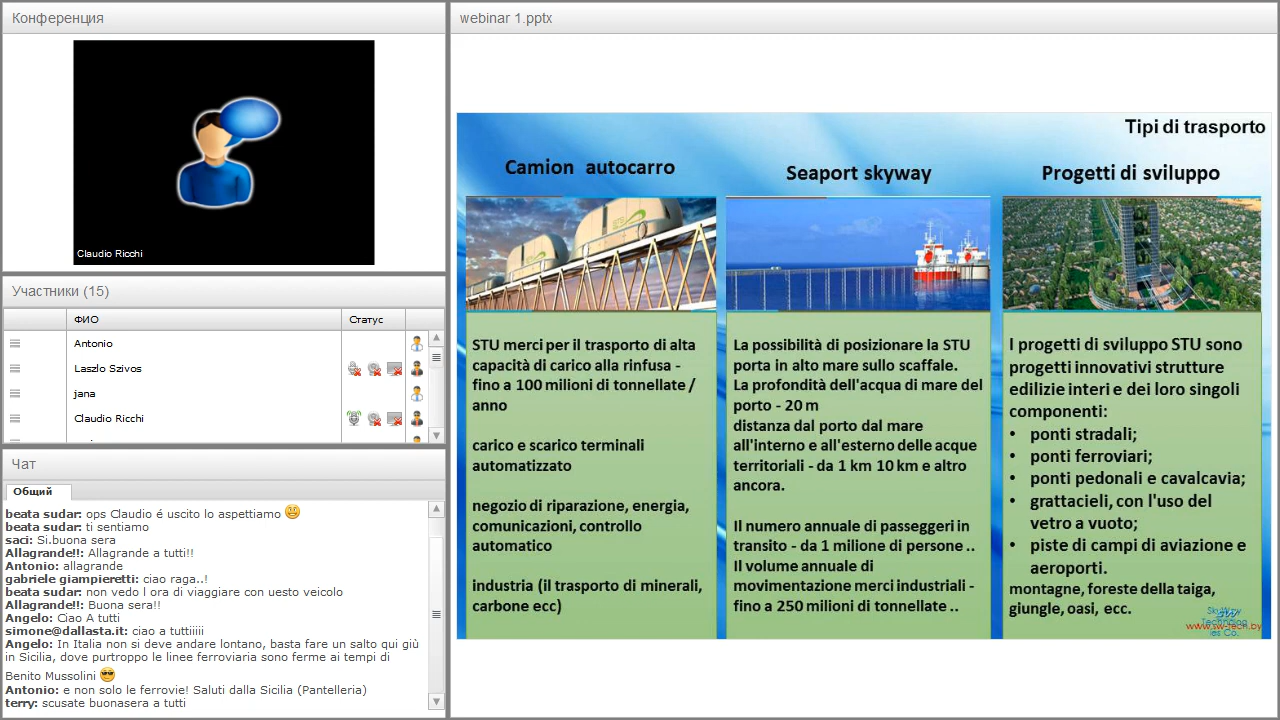 Конференция
Claudio Ricchi
Участники (15)
ФИО
Статус
Antonio
Laszlo Szivos
jana
Claudio Ricchi
Чат
Общий
beata sudar: ops Claudio é uscito lo aspettiamo
beata sudar: ti sentiamo
saci: Si.buona sera
Allagrande!!: Allagrande a tutti!!
Antonio: allagrande
gabriele giampieretti: ciao raga..!
beata sudar: non vedo l ora di viaggiare con uesto veicolo
Allagrande!!: Buona sera!!
Angelo: Ciao A tutti
simone@dallasta.it: ciao a tuttiiiii
Angelo: In Italia non si deve andare lontano, basta fare un salto qui giù
in Sicilia, dove purtroppo le linee ferroviaria sono ferme ai tempi di
Benito Mussolini
Antonio: e non solo le ferrovie! Saluti dalla Sicilia (Pantelleria)
terry: scusate buonasera a tutti
webinar 1.pptx
Tipi di trasporto
Camion autocarro
STU merci per il trasporto di alta
capacità di carico alla rinfusa -
fino a 100 milioni di tonnellate /
anno
carico e scarico terminali
automatizzato
negozio di riparazione, energia,
comunicazioni, controllo
automatico
industria (il trasporto di minerali,
carbone ecc)
Seaport skyway
La possibilità di posizionare la STU
porta in alto mare sullo scaffale.
La profondità dell'acqua di mare del
porto - 20 m
distanza dal porto dal mare
all'interno e all'esterno delle acque
territoriali - da 1 km 10 km e altro
ancora.
Il numero annuale di passeggeri in
transito - da 1 milione di persone ..
Il volume annuale di
movimentazione merci industriali -
fino a 250 milioni di tonnellate ..
Progetti di sviluppo
I progetti di sviluppo STU sono
progetti innovativi strutture
edilizie interi e dei loro singoli
componenti:
• ponti stradali;
• ponti ferroviari;
• ponti pedonali e cavalcavia;
• grattacieli, con l'uso del
vetro a vuoto;
• piste di campi di aviazione e
aeroporti.
montagne, foreste della taiga,
giungle, oasi, ecc.
SkyWay
www.sw-tech.by
ies Co.